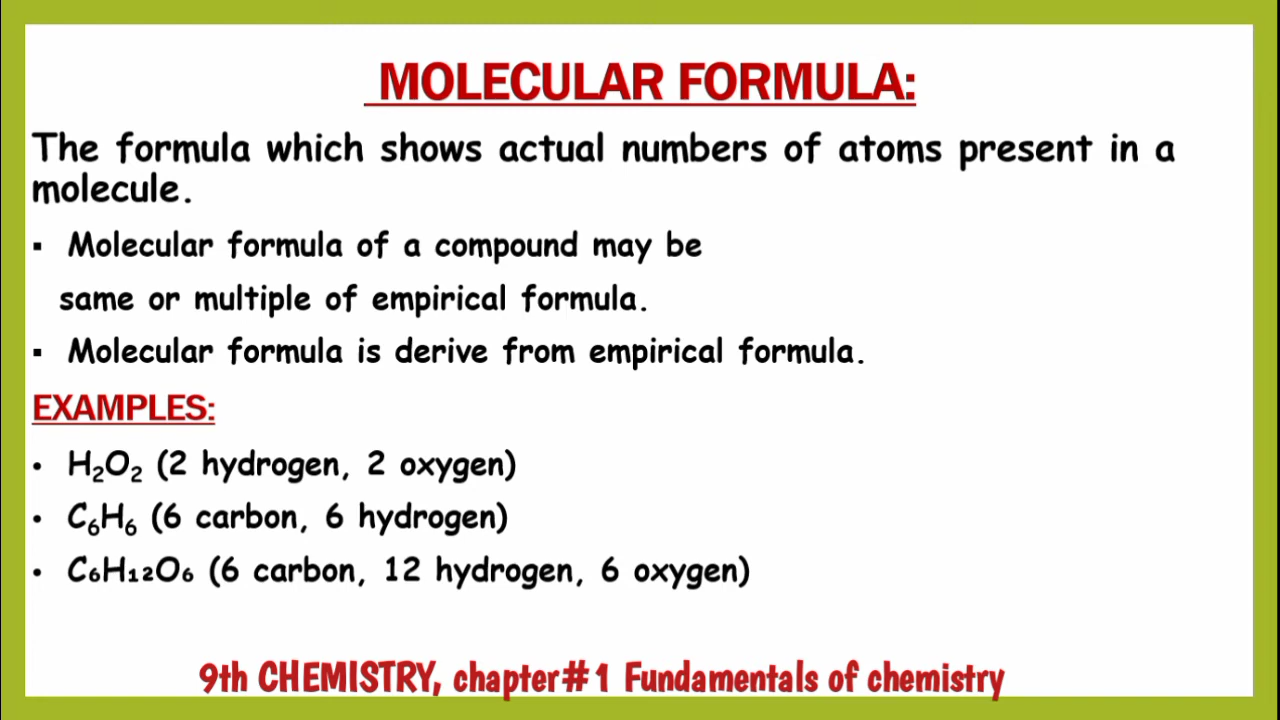 MOLECULAR FORMULA:
The formula which shows actual numbers of atoms present in a
molecule.
▪ Molecular formula of a compound may be
same or multiple of empirical formula.
▪ Molecular formula is derive from empirical formula.
EXAMPLES:
• H₂O₂ (2 hydrogen, 2 oxygen)
• C₆H₆ (6 carbon, 6 hydrogen)
• C₆H₁₂O₆ (6 carbon, 12 hydrogen, 6 oxygen)
9th CHEMISTRY, chapter#1 Fundamentals of chemistry